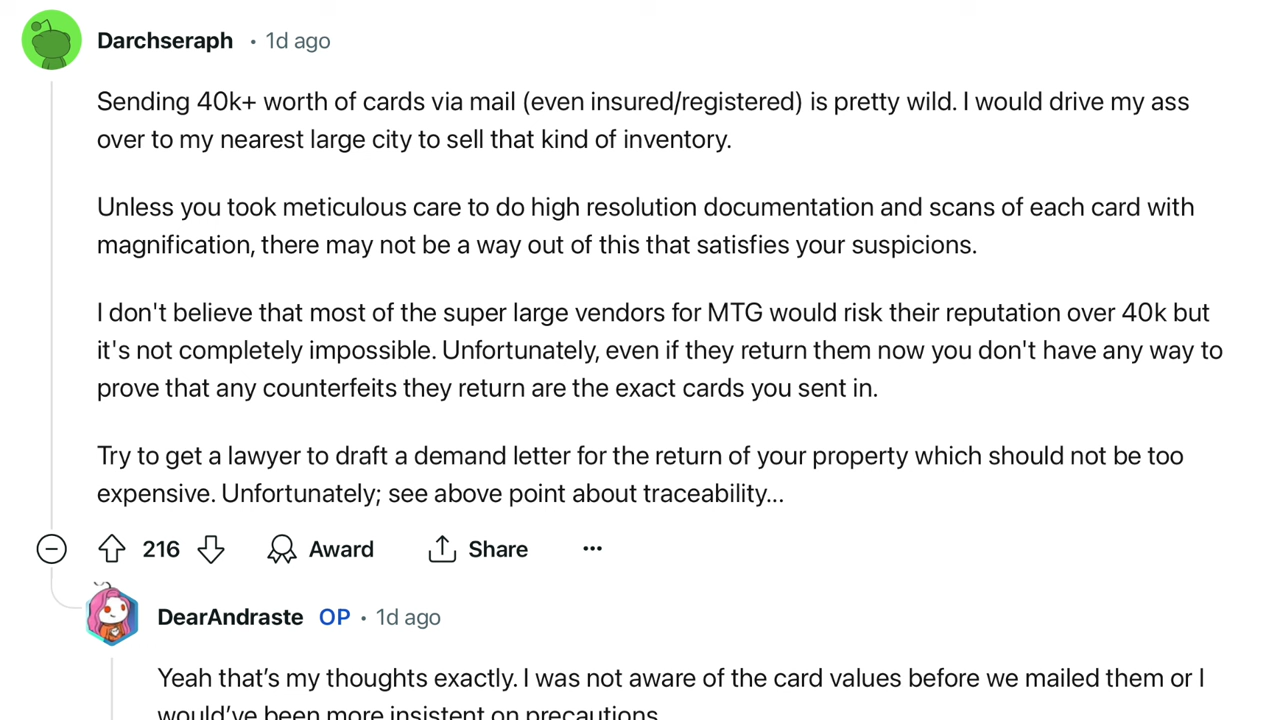 Darchseraph • 1d ago
Sending 40k+ worth of cards via mail (even insured/registered) is pretty wild. I would drive my ass
over to my nearest large city to sell that kind of inventory.
Unless you took meticulous care to do high resolution documentation and scans of each card with
magnification, there may not be a way out of this that satisfies your suspicions.
I don't believe that most of the super large vendors for MTG would risk their reputation over 40k but
it's not completely impossible. Unfortunately, even if they return them now you don't have any way to
prove that any counterfeits they return are the exact cards you sent in.
Try to get a lawyer to draft a demand letter for the return of your property which should not be too
expensive. Unfortunately; see above point about traceability...
216 Award Share ...
DearAndraste OP • 1d ago
Yeah that’s my thoughts exactly. I was not aware of the card values before we mailed them or I
would’ve been more insistent on precautions.